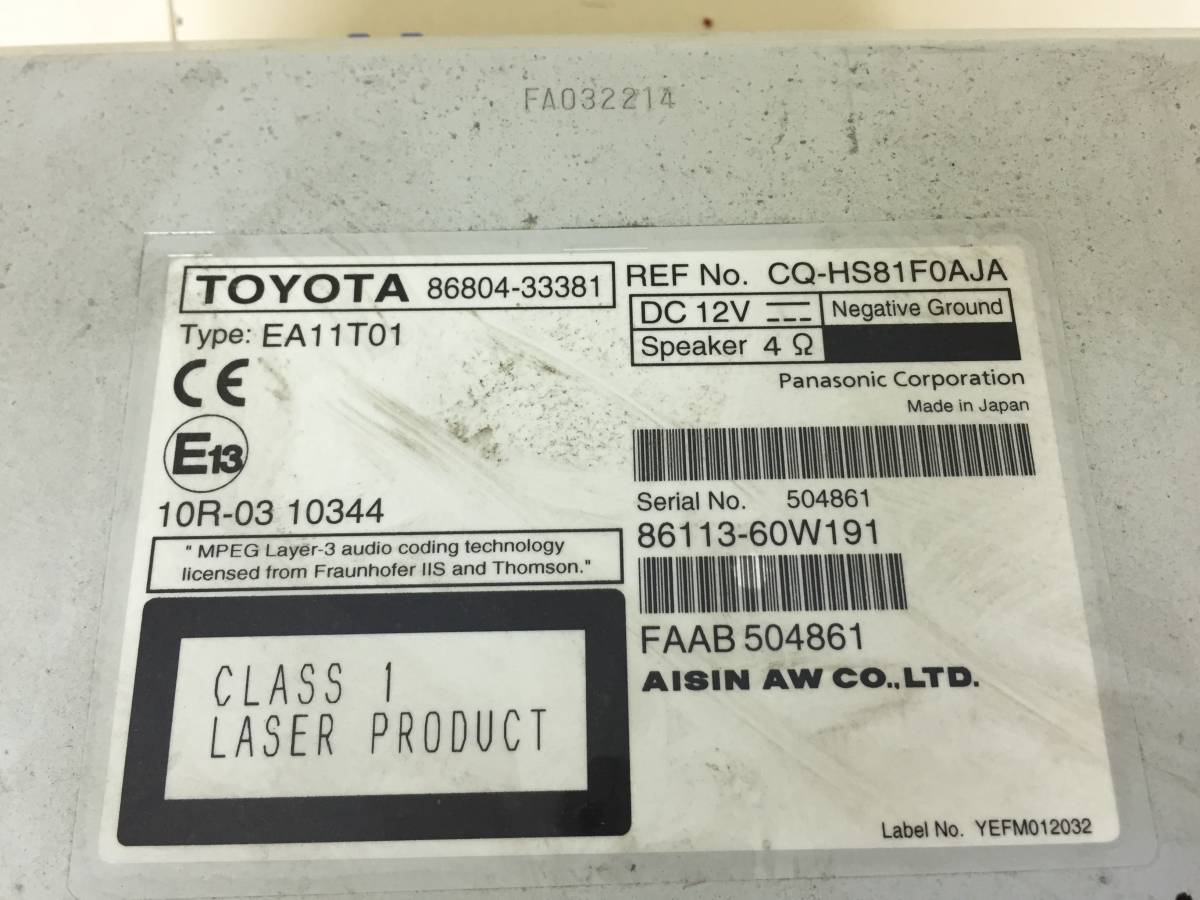 FA032214
TOYOTA 86804-33381
Type: EA11T01
CE
E13
10R-03 10344
" MPEG Layer-3 audio coding technology
licensed from Fraunhofer IIS and Thomson."
CLASS 1
LASER PRODUCT
REF No. CQ-HS81F0AJA
DC 12V Negative Ground
Speaker 4 Ω
Panasonic Corporation
Made in Japan
Serial No. 504861
86113-60W191
FAAB 504861
AISIN AW CO.,LTD.
Label No. YEFM012032